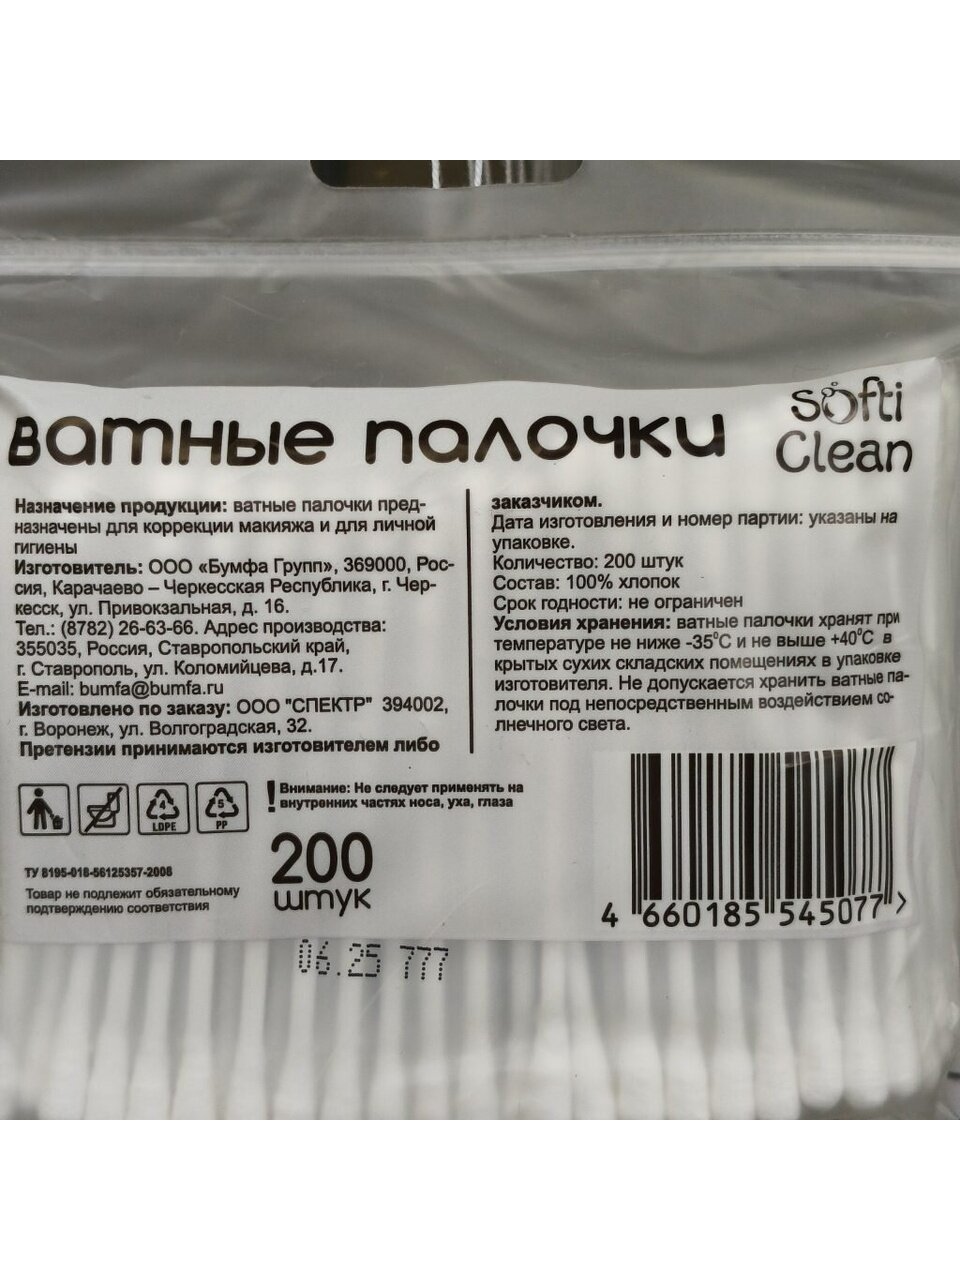 ватные палочки
Softi
Clean
Назначение продукции: ватные палочки пред-
назначены для коррекции макияжа и для личной
гигиены
Изготовитель: ООО «Бумфа Групп», 369000, Рос-
сия, Карачаево – Черкесская Республика, г. Чер-
кесск, ул. Привокзальная, д. 16.
Тел.: (8782) 26-63-66. Адрес производства:
355035, Россия, Ставропольский край,
г. Ставрополь, ул. Коломийцева, д.17.
E-mail: bumfa@bumfa.ru
Изготовлено по заказу: ООО "СПЕКТР" 394002,
г. Воронеж, ул. Волгоградская, 32.
Претензии принимаются изготовителем либо
заказчиком.
Дата изготовления и номер партии: указаны на
упаковке.
Количество: 200 штук
Состав: 100% хлопок
Срок годности: не ограничен
Условия хранения: ватные палочки хранят при
температуре не ниже -35°С и не выше +40°С в
крытых сухих складских помещениях в упаковке
изготовителя. Не допускается хранить ватные па-
лочки под непосредственным воздействием со-
лнечного света.
4
LDPE
5
PP
! Внимание: Не следует применять на
внутренних частях носа, уха, глаза
200
штук
ТУ 8195-018-56125357-2008
Товар не подлежит обязательному
подтверждению соответствия
4 660185 545077 >
06.25 777